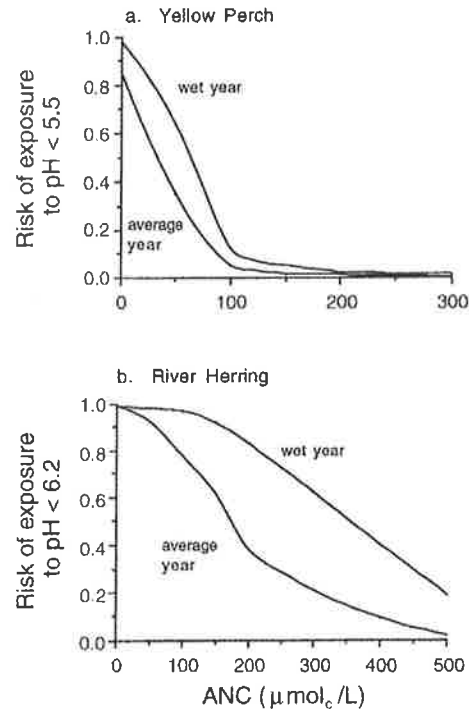 a. Yellow Perch
Risk of exposure
to pH < 5.5
1.0
0.8
0.6
0.4
0.2
0.0
wet year
average
year
0
100
200
300
b. River Herring
Risk of exposure
to pH < 6.2
1.0
0.8
0.6
0.4
0.2
0.0
wet year
average
year
0
100
200
300
400
500
ANC (μmolc/L)